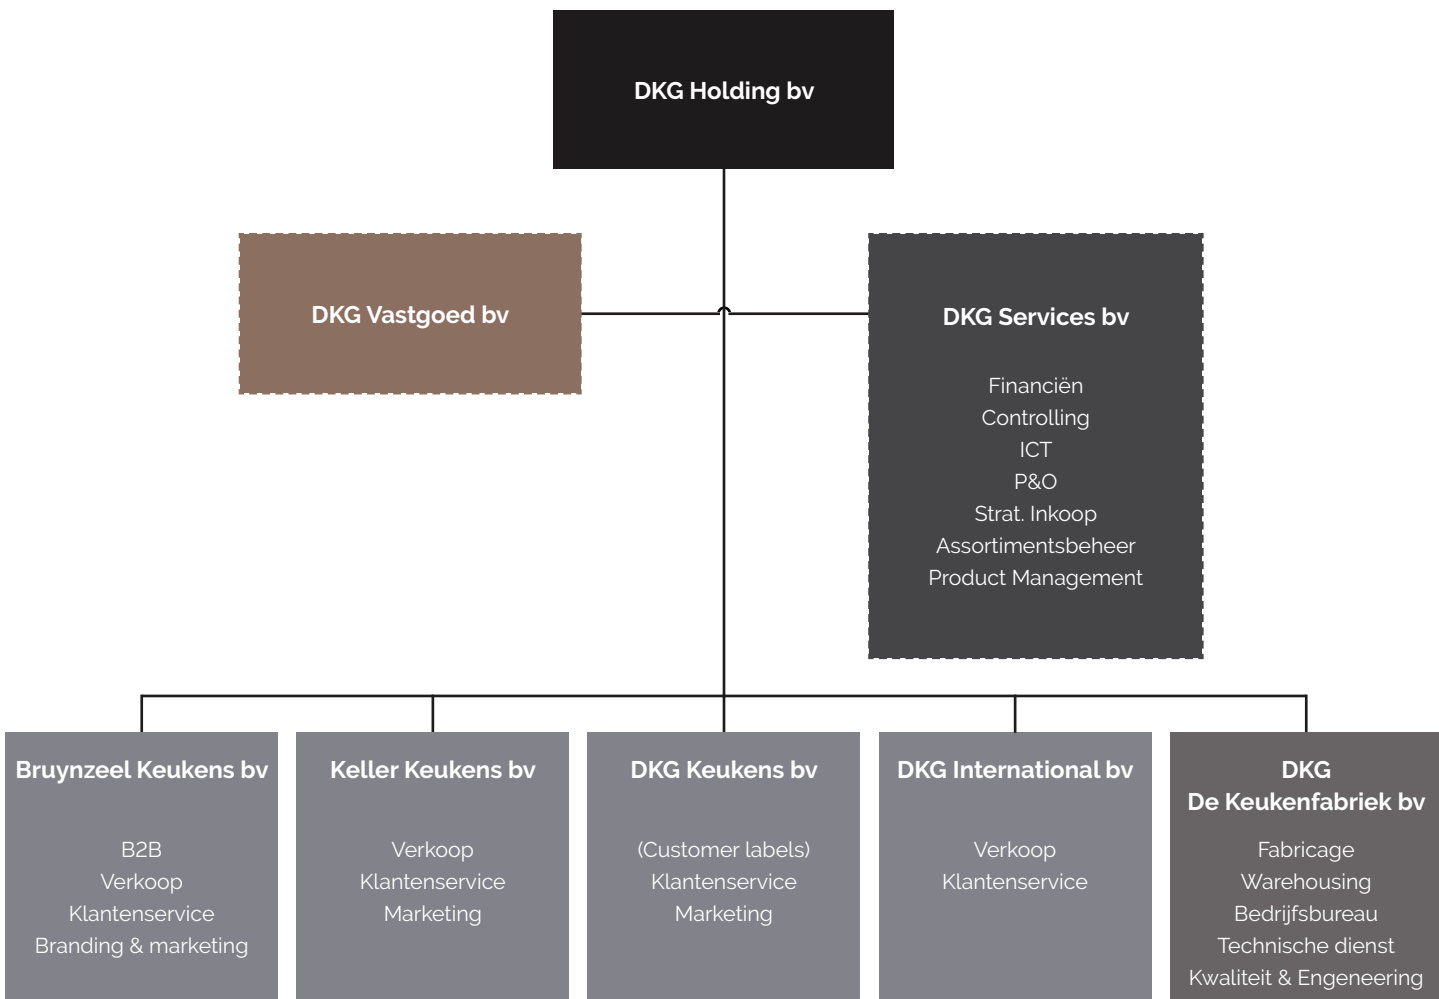 DKG Holding bv
DKG Vastgoed bv
DKG Services bv
Financiën
Controlling
ICT
P&O
Strat. Inkoop
Assortimentsbeheer
Product Management
Bruynzeel Keukens bv
B2B
Verkoop
Klantenservice
Branding & marketing
Keller Keukens bv
Verkoop
Klantenservice
Marketing
DKG Keukens bv
(Customer labels)
Klantenservice
Marketing
DKG International bv
Verkoop
Klantenservice
DKG
De Keukenfabriek bv
Fabricage
Warehousing
Bedrijfsbureau
Technische dienst
Kwaliteit & Engeneering